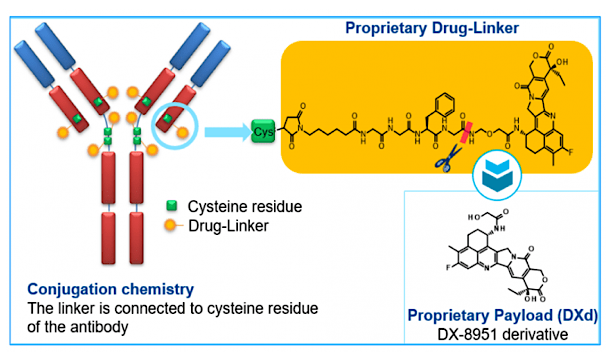 Proprietary Drug-Linker
Cys
Cysteine residue
Drug-Linker
Conjugation chemistry
The linker is connected to cysteine residue
of the antibody
Proprietary Payload (DXd)
DX-8951 derivative